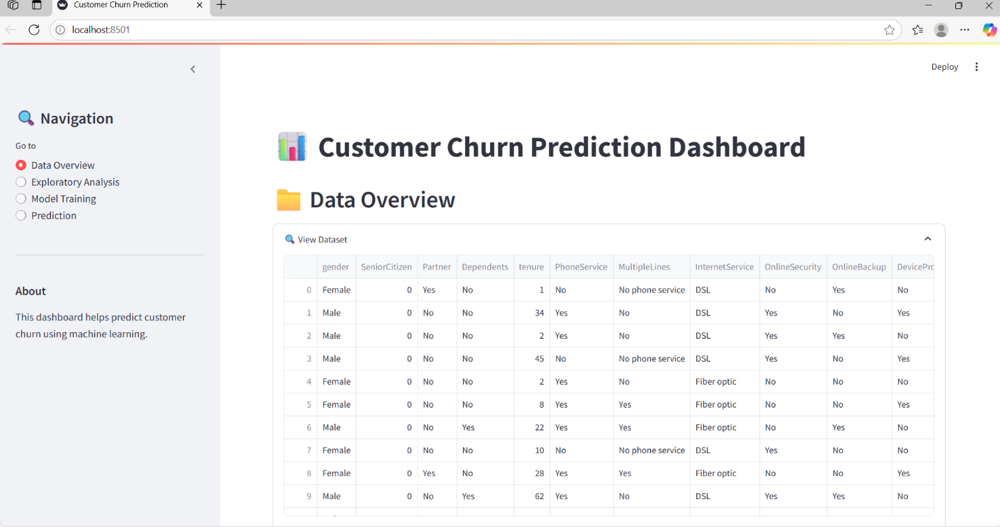 Customer Churn Prediction
localhost:8501
Deploy
Navigation
Go to
Data Overview
Exploratory Analysis
Model Training
Prediction
About
This dashboard helps predict customer
churn using machine learning.
Customer Churn Prediction Dashboard
Data Overview
View Dataset
gender SeniorCitizen Partner Dependents tenure PhoneService MultipleLines InternetService OnlineSecurity OnlineBackup DevicePro
0 Female 0 Yes No 1 No No phone service DSL No Yes No
1 Male 0 No No 34 Yes No DSL Yes No Yes
2 Male 0 No No 2 Yes No DSL Yes Yes No
3 Male 0 No No 45 No No phone service DSL Yes No Yes
4 Female 0 No No 2 Yes No Fiber optic No No No
5 Female 0 No No 8 Yes Yes Fiber optic No No Yes
6 Male 0 No Yes 22 Yes Yes Fiber optic No Yes No
7 Female 0 No No 10 No No phone service DSL Yes No No
8 Female 0 Yes No 28 Yes Yes Fiber optic No No Yes
9 Male 0 No Yes 62 Yes No DSL Yes Yes No